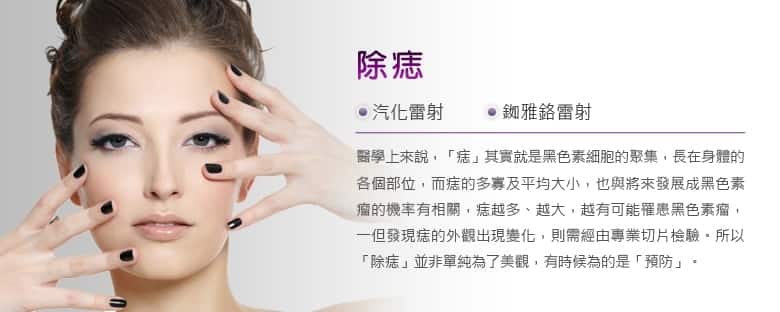 除痣
汽化雷射 銣雅鉻雷射
醫學上來說，「痣」其實就是黑色素細胞的聚集，長在身體的
各個部位，而痣的多寡及平均大小，也與將來發展成黑色素
瘤的機率有相關，痣越多、越大，越有可能罹患黑色素瘤，
一但發現痣的外觀出現變化，則需經由專業切片檢驗。所以
「除痣」並非單純為了美觀，有時候為的是「預防」。